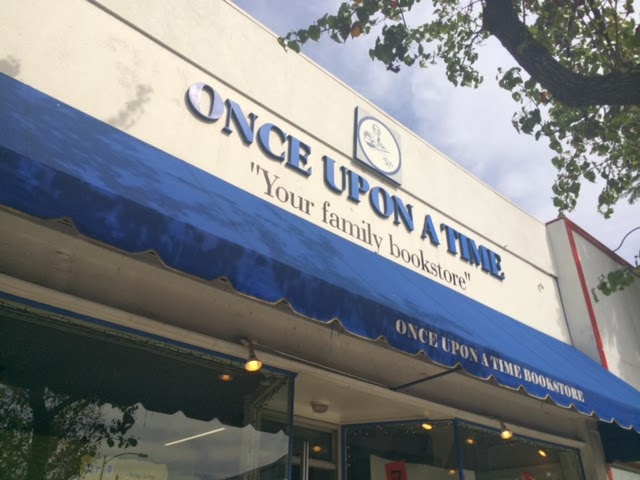 ONCE UPON A TIME
"Your family bookstore"
ONCE UPON A TIME BOOKSTORE